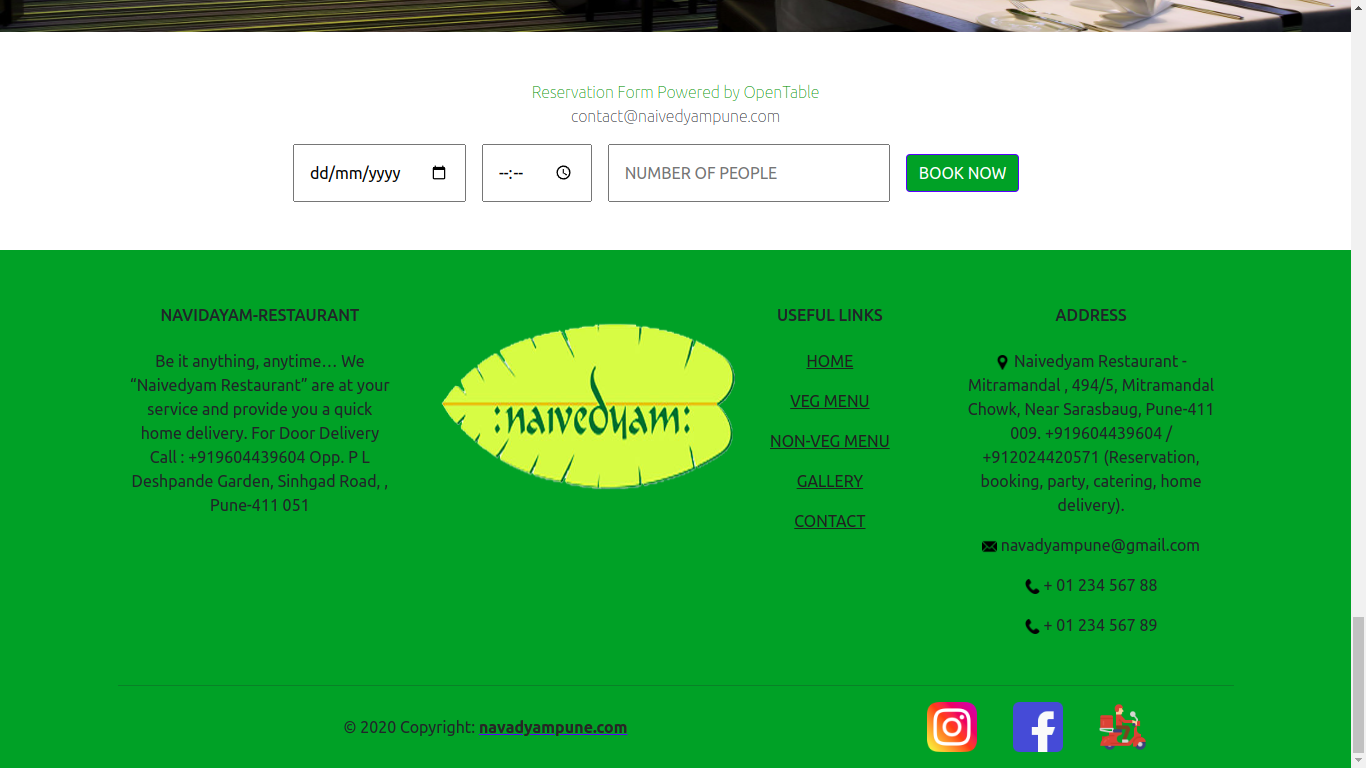 Reservation Form Powered by OpenTable
contact@naivedyampune.com
dd/mm/yyyy
--:--
NUMBER OF PEOPLE
BOOK NOW
NAVIDAYAM-RESTAURANT
Be it anything, anytime… We
“Naivedyam Restaurant” are at your
service and provide you a quick
home delivery. For Door Delivery
Call : +919604439604 Opp. P L
Deshpande Garden, Sinhgad Road, ,
Pune-411 051
:naivedyam:
USEFUL LINKS
HOME
VEG MENU
NON-VEG MENU
GALLERY
CONTACT
ADDRESS
Naivedyam Restaurant -
Mitramandal , 494/5, Mitramandal
Chowk, Near Sarasbaug, Pune-411
009. +919604439604 /
+912024420571 (Reservation,
booking, party, catering, home
delivery).
navadyampune@gmail.com
+ 01 234 567 88
+ 01 234 567 89
© 2020 Copyright: navadyampune.com